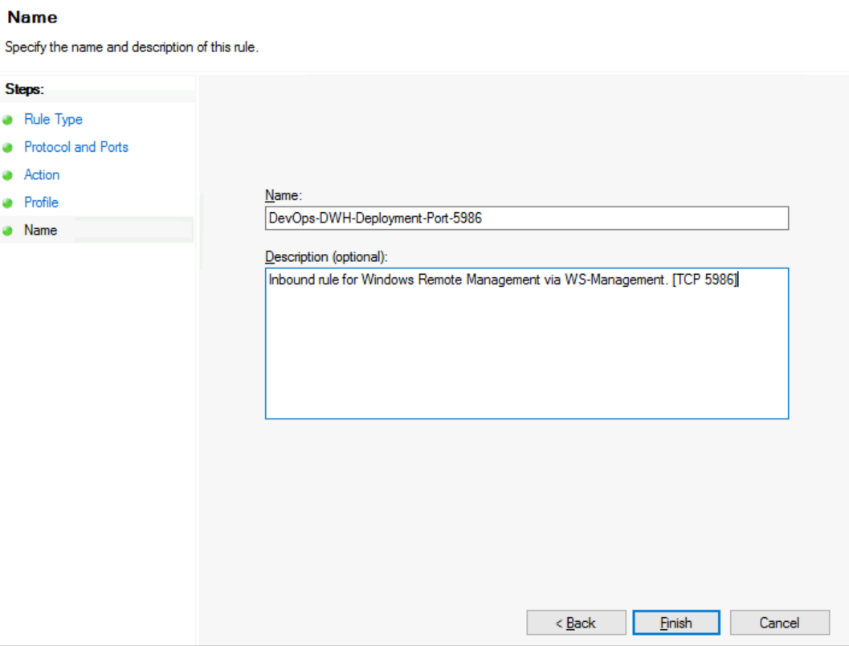 Name
Specify the name and description of this rule.
Steps:
Rule Type
Protocol and Ports
Action
Profile
Name
Name:
DevOps-DWH-Deployment-Port-5986
Description (optional):
Inbound rule for Windows Remote Management via WS-Management. [TCP 5986]
< Back
Finish
Cancel